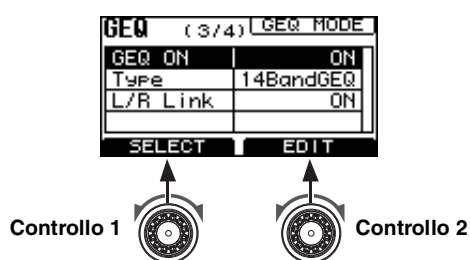 GEQ (3/4) GEQ MODE
GEQ ON ON
Type 14BandGEQ
L/R Link ON
SELECT EDIT
Controllo 1 Controllo 2